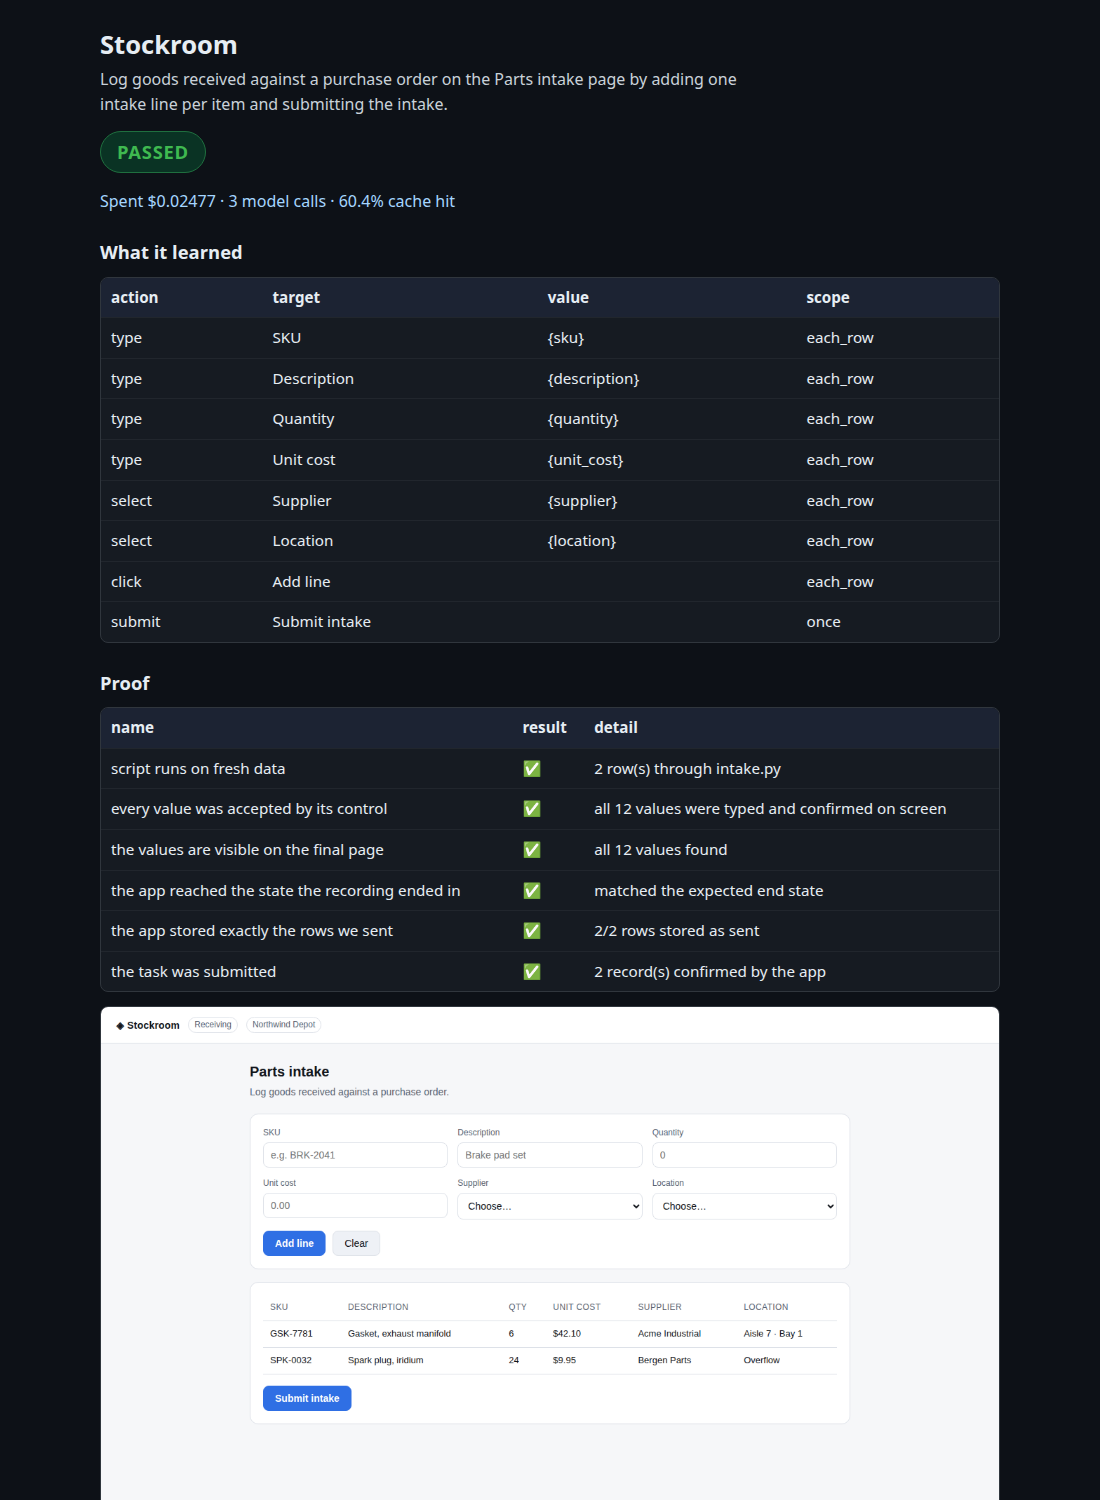 Stockroom
Log goods received against a purchase order on the Parts intake page by adding one
intake line per item and submitting the intake.
PASSED
Spent $0.02477 · 3 model calls · 60.4% cache hit
What it learned
action target value scope
type SKU {sku} each_row
type Description {description} each_row
type Quantity {quantity} each_row
type Unit cost {unit_cost} each_row
select Supplier {supplier} each_row
select Location {location} each_row
click Add line each_row
submit Submit intake once
Proof
name result detail
script runs on fresh data ✅ 2 row(s) through intake.py
every value was accepted by its control ✅ all 12 values were typed and confirmed on screen
the values are visible on the final page ✅ all 12 values found
the app reached the state the recording ended in ✅ matched the expected end state
the app stored exactly the rows we sent ✅ 2/2 rows stored as sent
the task was submitted ✅ 2 record(s) confirmed by the app
◈ Stockroom Receiving Northwind Depot
Parts intake
Log goods received against a purchase order.
SKU Description Quantity
e.g. BRK-2041 Brake pad set 0
Unit cost Supplier Location
0.00 Choose... Choose...
Add line Clear
SKU DESCRIPTION QTY UNIT COST SUPPLIER LOCATION
GSK-7781 Gasket, exhaust manifold 6 $42.10 Acme Industrial Aisle 7 · Bay 1
SPK-0032 Spark plug, iridium 24 $9.95 Bergen Parts Overflow
Submit intake